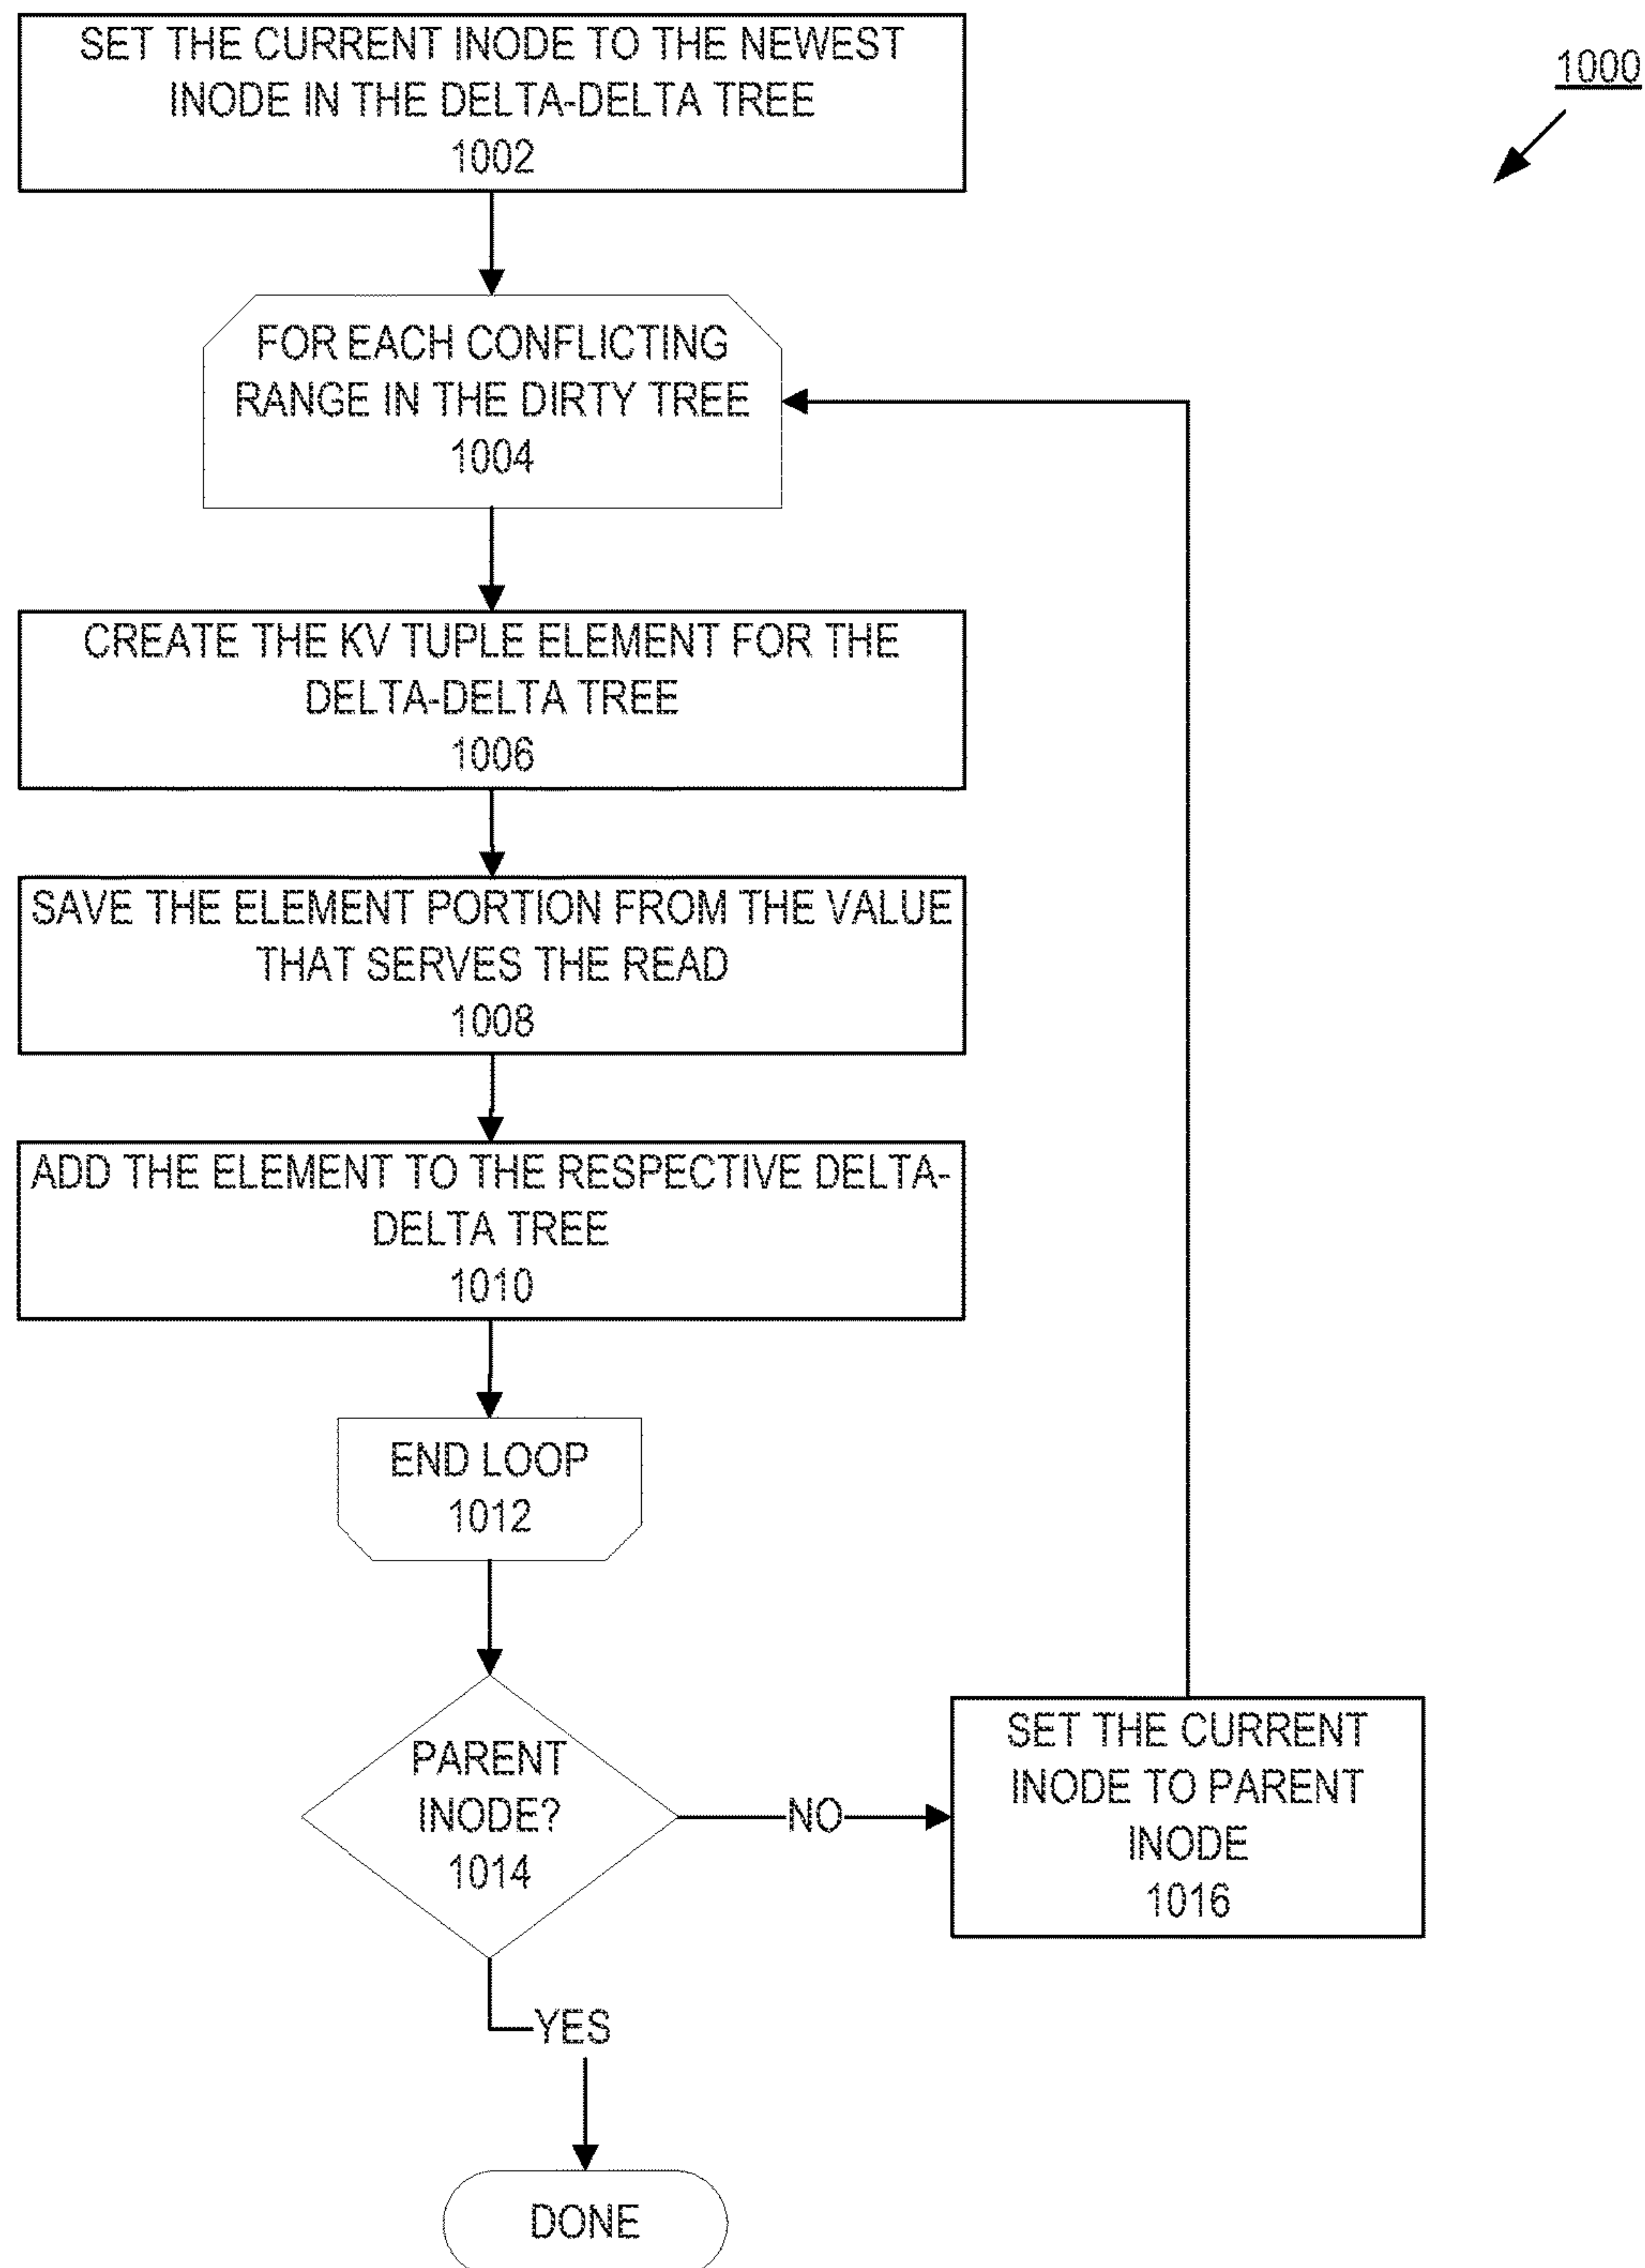 SET THE CURRENT INODE TO THE NEWEST
INODE IN THE DELTA-DELTA TREE
1002
1000
FOR EACH CONFLICTING
RANGE IN THE DIRTY TREE
1004
CREATE THE KV TUPLE ELEMENT FOR THE
DELTA-DELTA TREE
1006
SAVE THE ELEMENT PORTION FROM THE VALUE
THAT SERVES THE READ
1008
ADD THE ELEMENT TO THE RESPECTIVE DELTA-
DELTA TREE
1010
END LOOP
1012
PARENT
INODE?
1014
NO
SET THE CURRENT
INODE TO PARENT
INODE
1016
YES
DONE